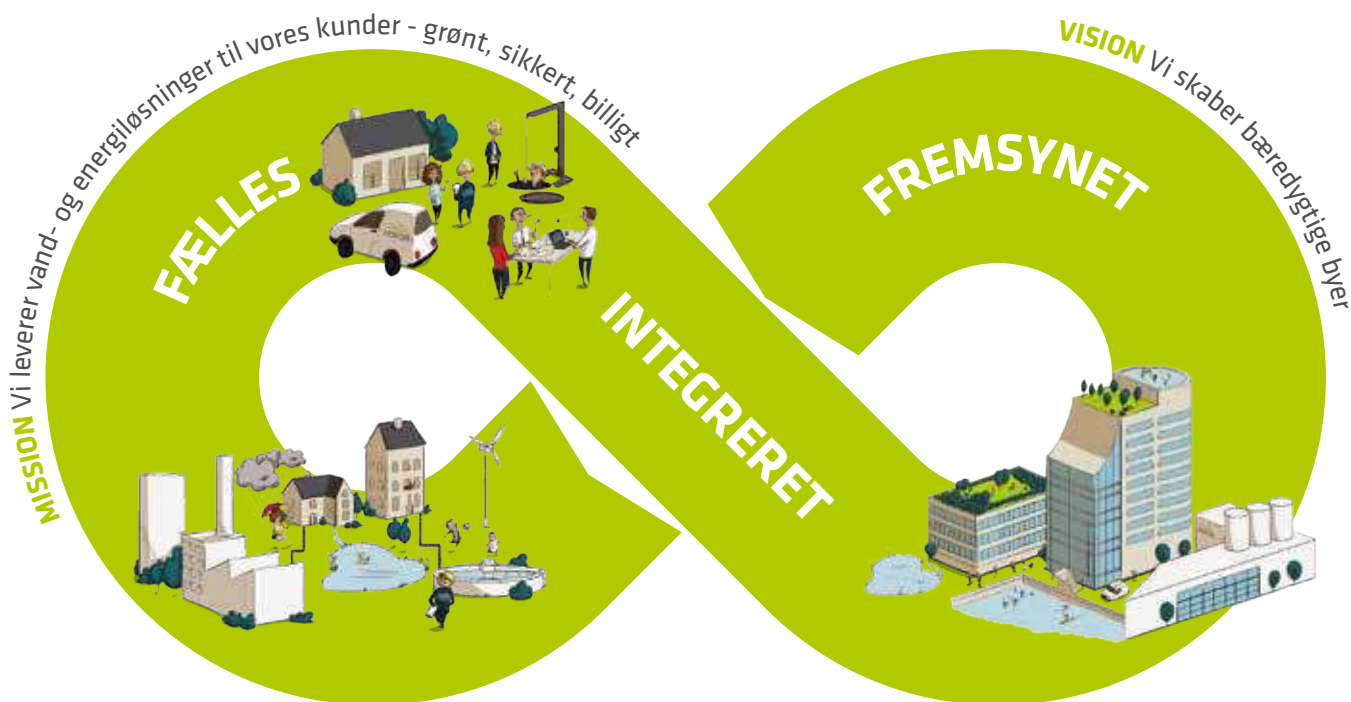 MISSION Vi leverer vand- og energiløsninger til vores kunder - grønt, sikkert, billigt
VISION Vi skaber bæredygtige byer
FÆLLES
INTEGRERET
FREMSYNET